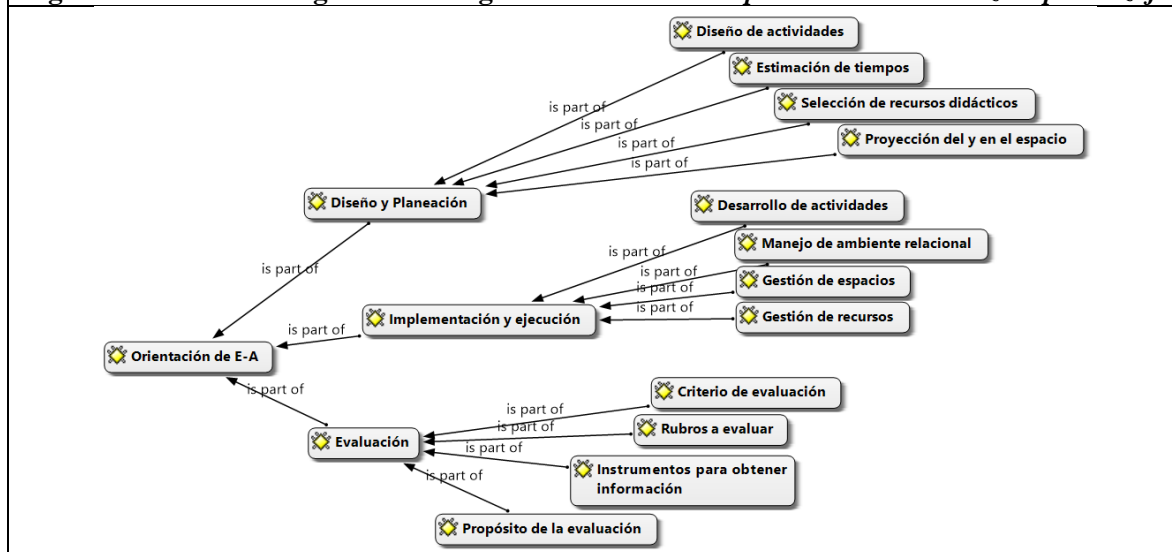 Diseño de actividades
Estimación de tiempos
Selección de recursos didácticos
Proyección del y en el espacio
is part of
is part of
is part of
is part of
Diseño y Planeación
is part of
Desarrollo de actividades
Manejo de ambiente relacional
Gestión de espacios
Gestión de recursos
is part of
is part of
is part of
is part of
Implementación y ejecución
is part of
Orientación de E-A
is part of
Criterio de evaluación
Rubros a evaluar
Instrumentos para obtener
información
Propósito de la evaluación
is part of
is part of
is part of
is part of
Evaluación